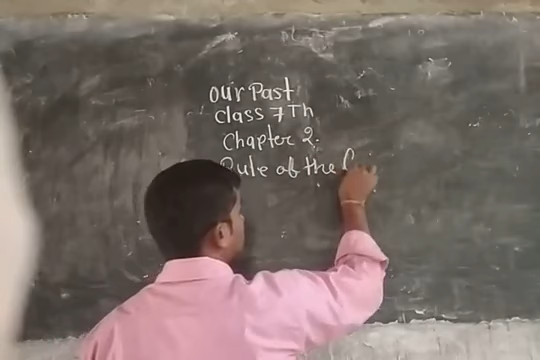 Our Past
Class 7Th
Chapter 2.
Rule of the